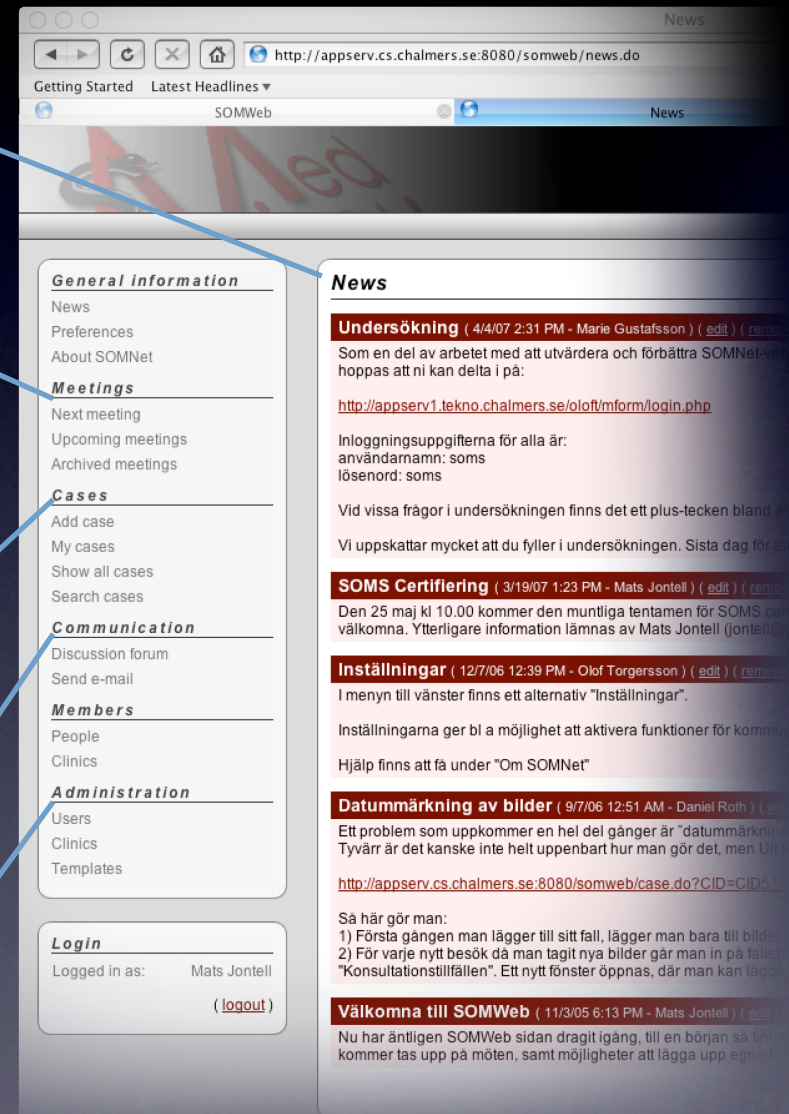 News
http://appserv.cs.chalmers.se:8080/somweb/news.do
Getting Started Latest Headlines ▾
SOMWeb News
Med
General information
News
Preferences
About SOMNet
Meetings
Next meeting
Upcoming meetings
Archived meetings
Cases
Add case
My cases
Show all cases
Search cases
Communication
Discussion forum
Send e-mail
Members
People
Clinics
Administration
Users
Clinics
Templates
Login
Logged in as: Mats Jontell
( logout )
News
Undersökning ( 4/4/07 2:31 PM - Marie Gustafsson ) ( edit ) (
Som en del av arbetet med att utvärdera och förbättra
hoppas att ni kan delta i på:
http://appserv1.tekno.chalmers.se/oloft/mform/login.php
Inloggningsuppgifterna för alla är:
användarnamn: soms
lösenord: soms
Vid vissa frågor i undersökningen finns det ett plus-tecken bland
Vi uppskattar mycket att du fyller i undersökningen. Sista dag för
SOMS Certifiering ( 3/19/07 1:23 PM - Mats Jontell ) ( edit ) (
Den 25 maj kl 10.00 kommer den muntliga tentamen för SOMS
välkomna. Ytterligare information lämnas av Mats Jontell
Inställningar ( 12/7/06 12:39 PM - Olof Torgersson ) ( edit ) ( remove
I menyn till vänster finns ett alternativ "Inställningar".
Inställningarna ger bl a möjlighet att aktivera funktioner för
Hjälp finns att få under "Om SOMNet"
Datummärkning av bilder ( 9/7/06 12:51 AM - Daniel Roth ) (
Ett problem som uppkommer en hel del gånger är
Tyvärr är det kanske inte helt uppenbart hur man gör det, men Ulf
http://appserv.cs.chalmers.se:8080/somweb/case.do?CID=CID51
Så här gör man:
1) Första gången man lägger till sitt fall, lägger man bara till
2) För varje nytt besök då man tagit nya bilder går man in på
"Konsultationstillfällen". Ett nytt fönster öppnas, där man kan
Välkomna till SOMWeb ( 11/3/05 6:13 PM - Mats Jontell ) ( edit
Nu har äntligen SOMWeb sidan dragit igång, till en början så
kommer tas upp på möten, samt möjligheter att lägga upp